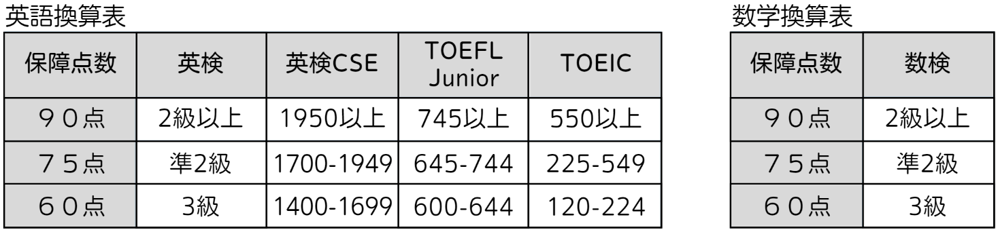 英語換算表
保障点数 英検 英検CSE TOEFL Junior TOEIC
９０点 2級以上 1950以上 745以上 550以上
７５点 準2級 1700-1949 645-744 225-549
６０点 3級 1400-1699 600-644 120-224
数学換算表
保障点数 数検
９０点 2級以上
７５点 準2級
６０点 3級